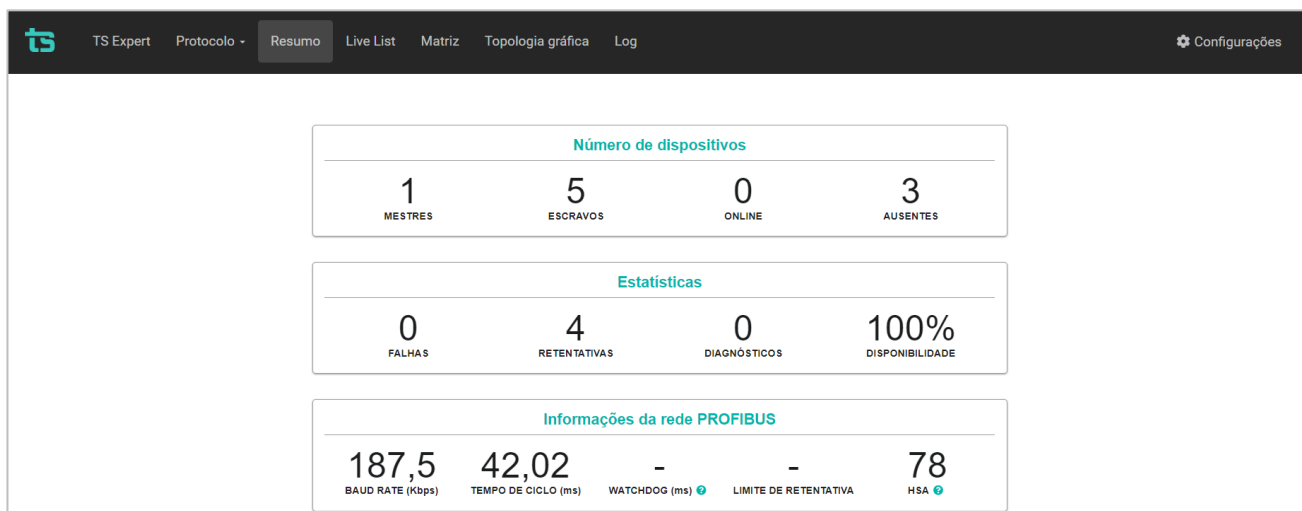 ts TS Expert Protocolo Resumo Live List Matriz Topologia gráfica Log Configurações
Número de dispositivos
1 5 0 3
MESTRES ESCRAVOS ONLINE AUSENTES
Estatísticas
0 4 0 100%
FALHAS RETENTATIVAS DIAGNÓSTICOS DISPONIBILIDADE
Informações da rede PROFIBUS
187,5 42,02 - - 78
BAUD RATE (Kbps) TEMPO DE CICLO (ms) WATCHDOG (ms) ? LIMITE DE RETENTATIVA HSA ?